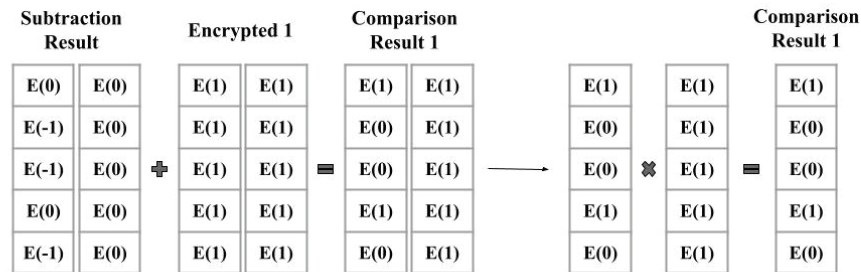 Subtraction
Result
Encrypted 1
Comparison
Result 1
Comparison
Result 1
E(0) E(0) E(1) E(1) E(1) E(1) E(1) E(1) E(1)
E(-1) E(0) E(1) E(1) E(0) E(1) E(0) E(1) E(0)
E(-1) E(0) + E(1) E(1) = E(0) E(1) → E(0) × E(1) = E(0)
E(0) E(0) E(1) E(1) E(1) E(1) E(1) E(1) E(1)
E(-1) E(0) E(1) E(1) E(0) E(1) E(0) E(1) E(0)